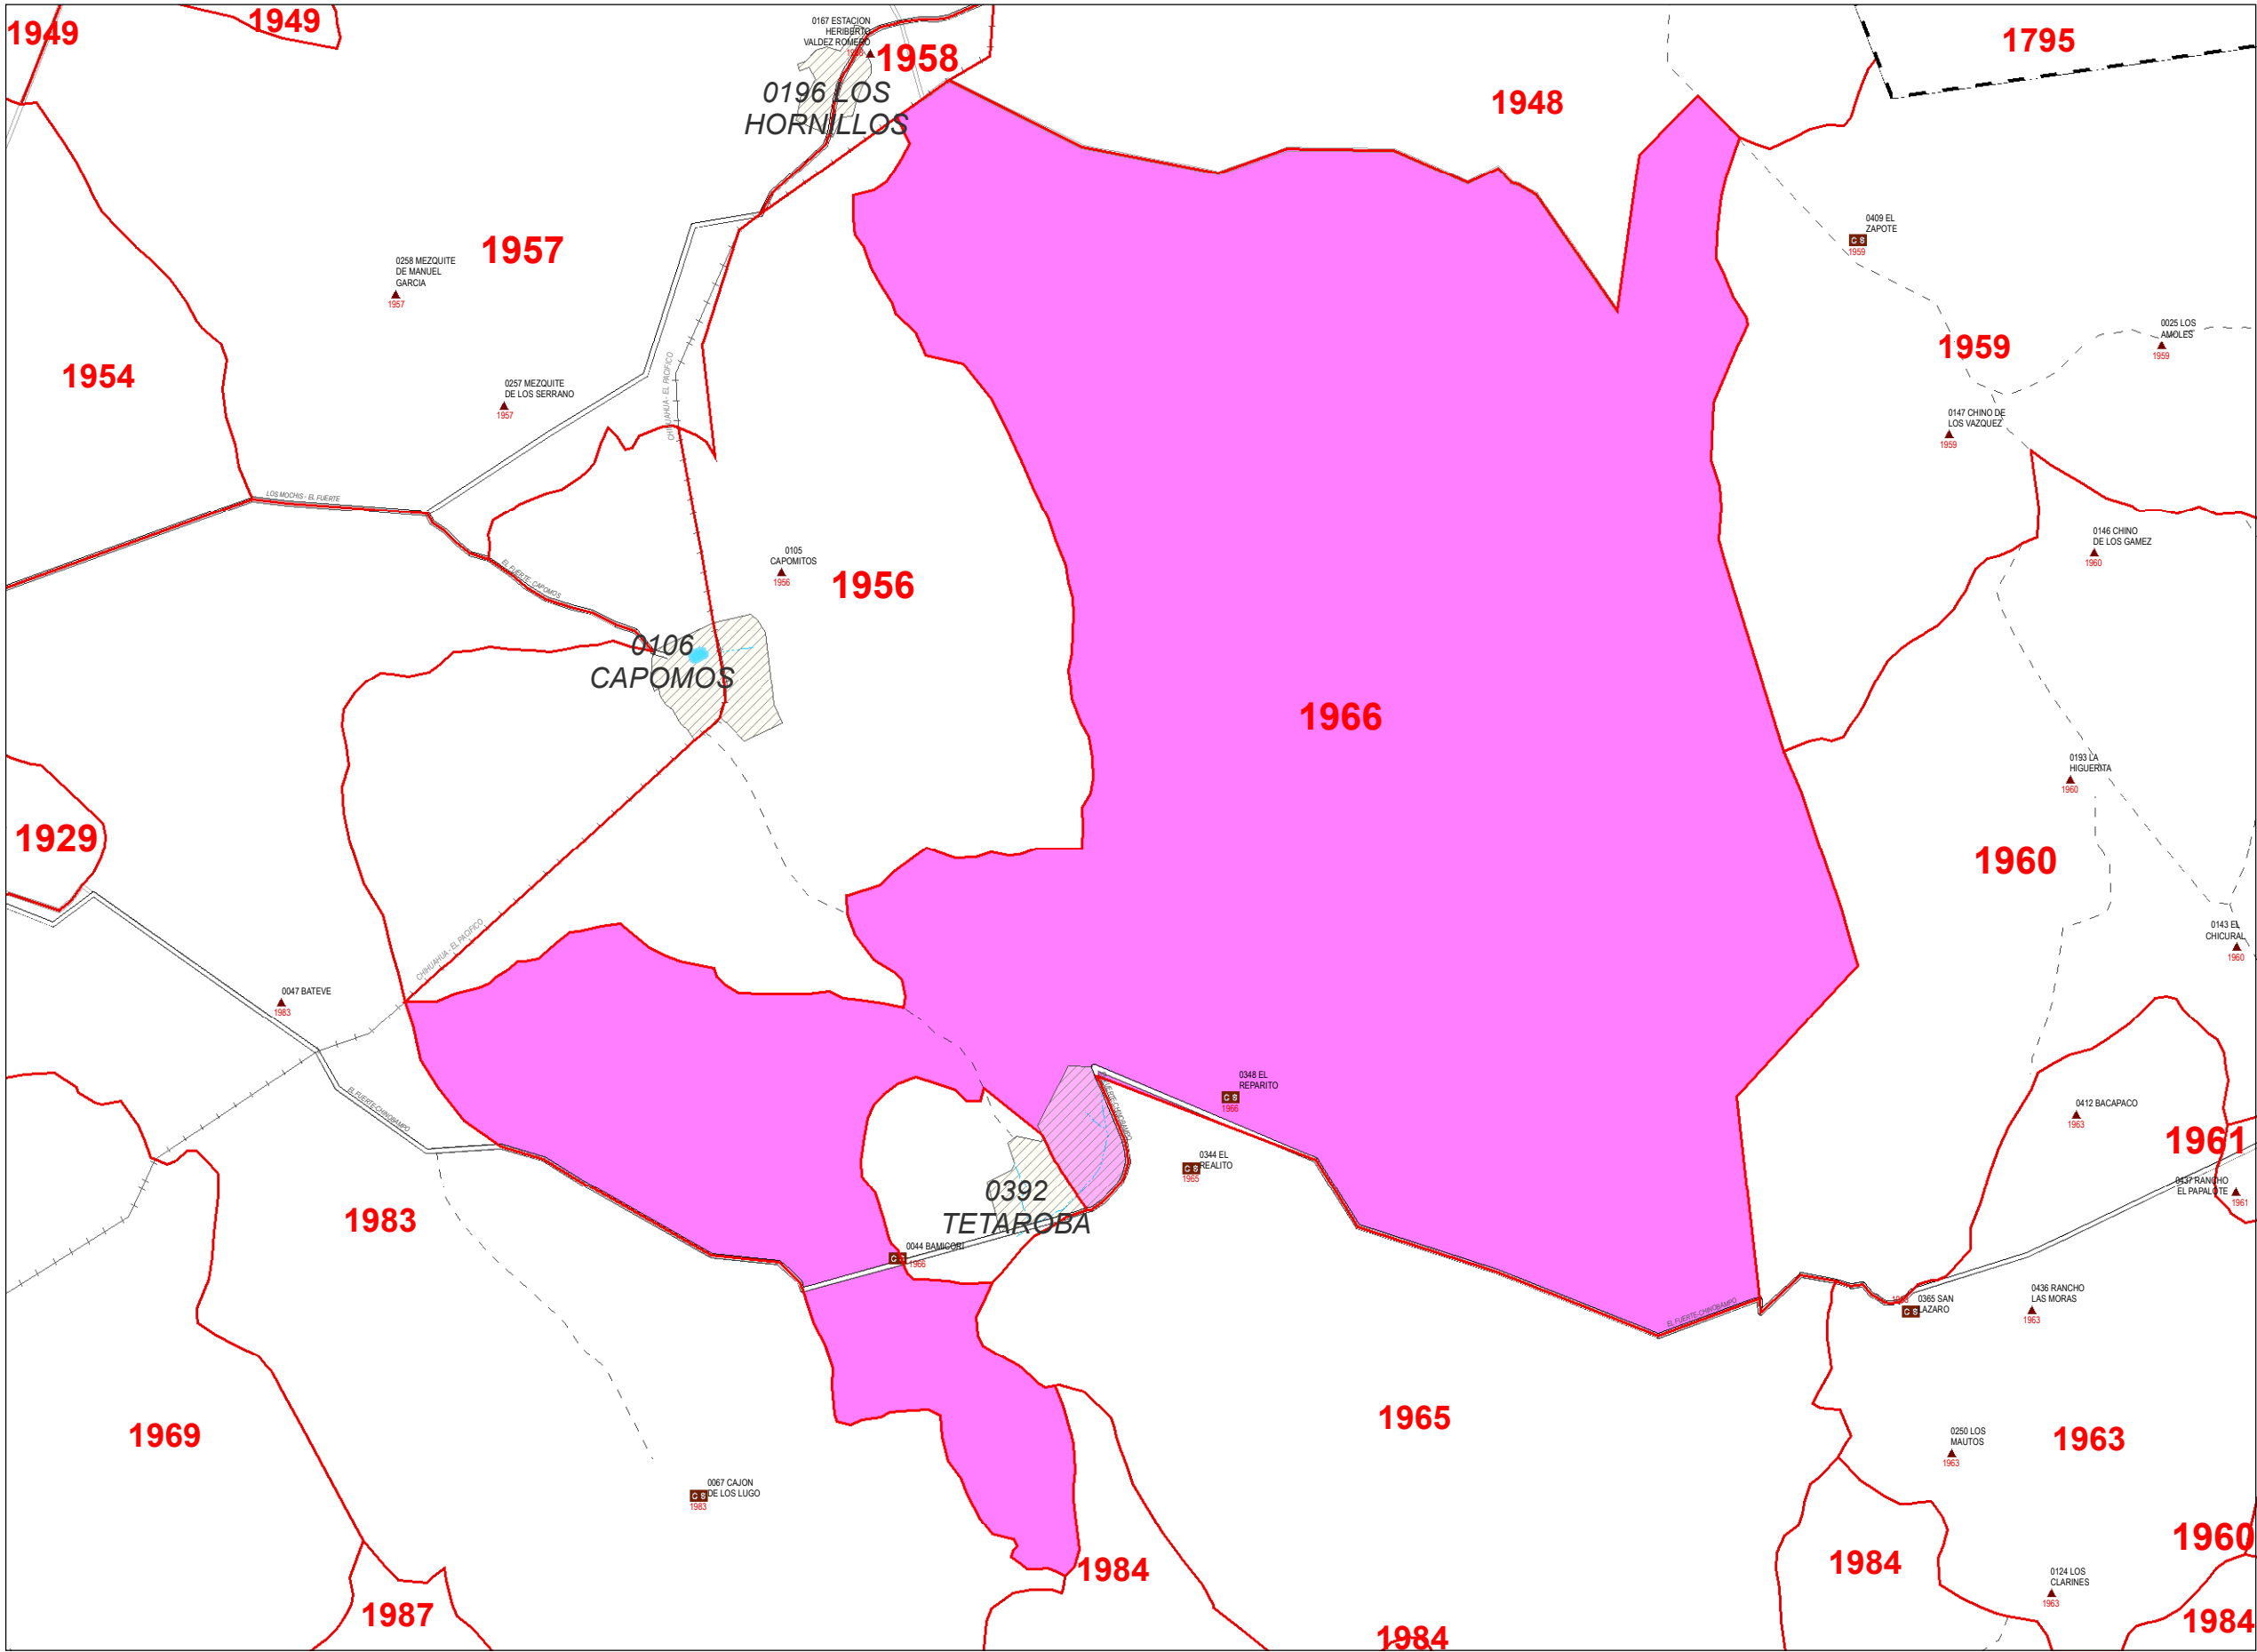 1949
1949
0167 ESTACION
HERIBERTO
VALDEZ ROMERO
1958
1795
0196 LOS
HORNILLOS
1948
0409 EL
ZAPOTE
C S
1959
1957
0258 MEZQUITE
DE MANUEL
GARCIA
1957
0025 LOS
AMOLES
1959
1959
CHIHUAHUA - EL PACIFICO
1954
0257 MEZQUITE
DE LOS SERRANO
1957
0147 CHINO DE
LOS VAZQUEZ
1959
LOS MOCHIS - EL FUERTE
0146 CHINO
DE LOS GAMEZ
1960
0105
CAPOMITOS
1956
1956
EL FUERTE- CAPOMOS
0106
CAPOMOS
1966
0193 LA
HIGUERITA
1960
1929
1960
0143 EL
CHICURAL
1960
CHIHUAHUA - EL PACIFICO
0047 BATEVE
1983
0348 EL
REPARITO
C S
1966
EL FUERTE-CHINOBAMPO
0412 BACAPACO
1963
1961
0344 EL
REALITO
C S
1965
0437 RANCHO
EL PAPALOTE
1961
0392
TETAROBA
1983
0044 BAMICORI
1966
EL FUERTE-CHINOBAMPO
0365 SAN
LAZARO
C S
0436 RANCHO
LAS MORAS
1963
1965
1969
0250 LOS
MAUTOS
1963
1963
0067 CAJON
DE LOS LUGO
C S
1983
1960
1984
1984
0124 LOS
CLARINES
1963
1987
1984
1984